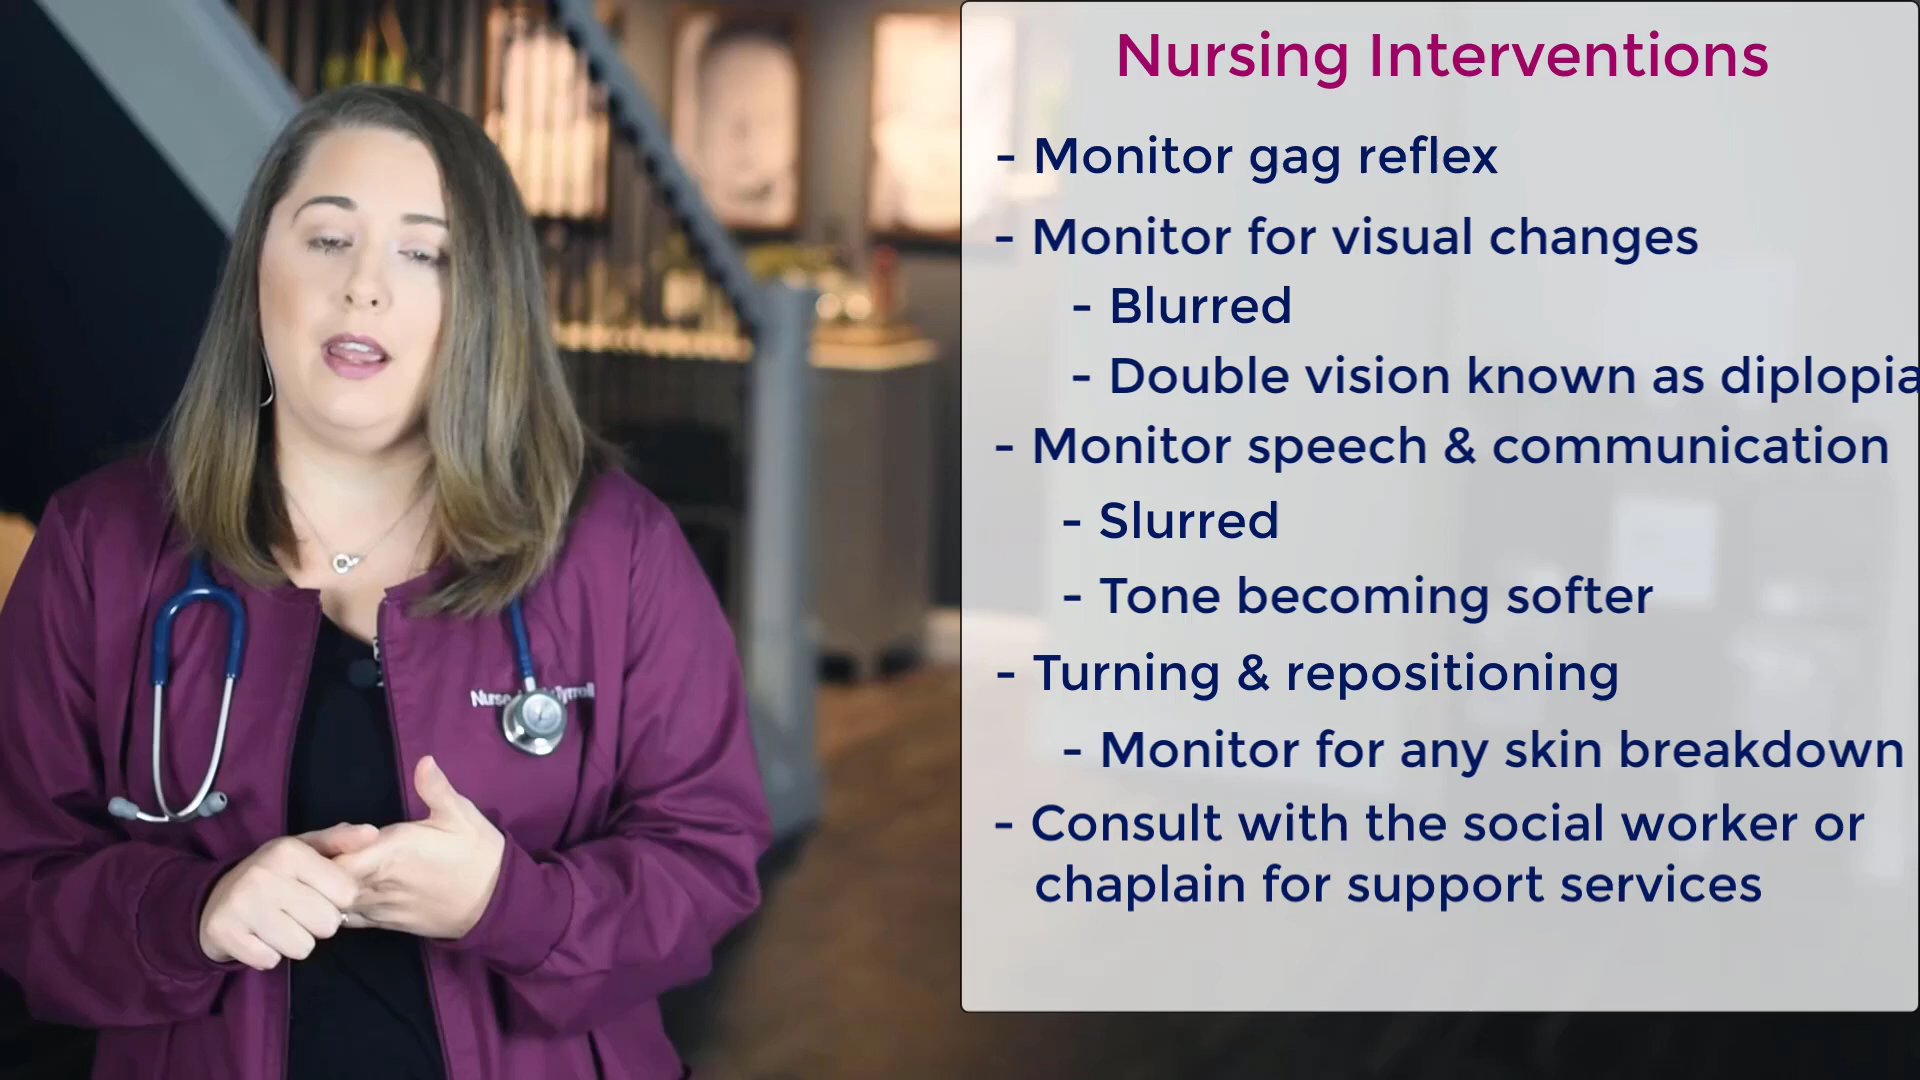 Nursing Interventions
- Monitor gag reflex
- Monitor for visual changes
- Blurred
- Double vision known as diplopia
- Monitor speech & communication
- Slurred
- Tone becoming softer
- Turning & repositioning
- Monitor for any skin breakdown
- Consult with the social worker or
chaplain for support services
Nurse